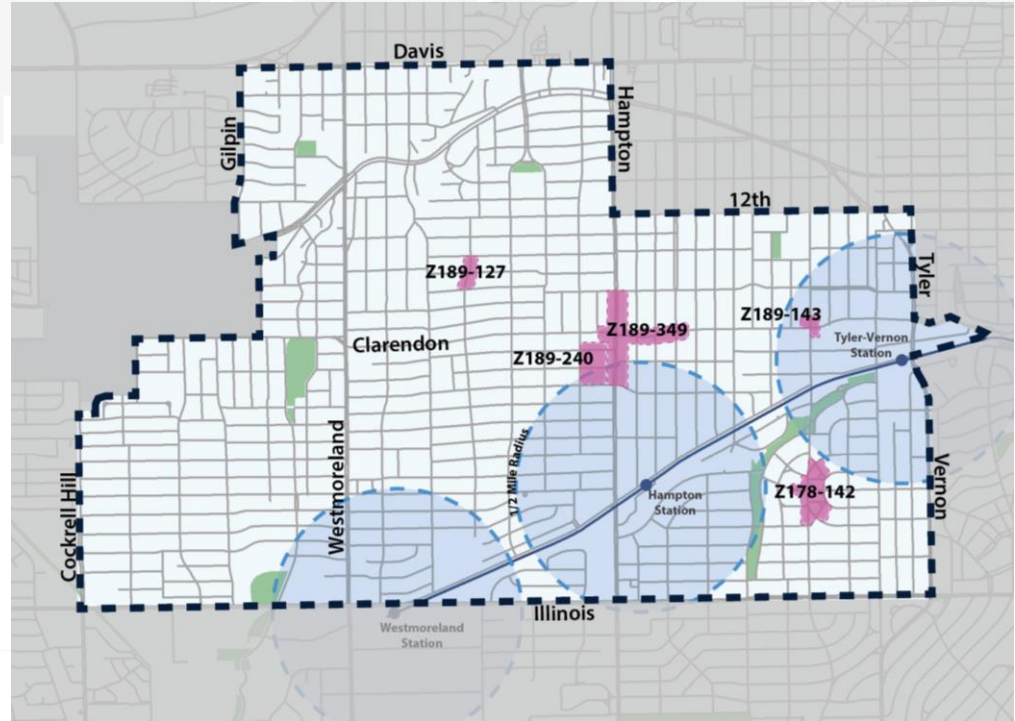 Davis
Gilpin
Hampton
12th
Tyler
Z189-127
Z189-143
Z189-349
Tyler-Vernon
Station
Clarendon
Z189-240
Westmoreland
1/2 Mile Radius
Cockrell Hill
Vernon
Z178-142
Hampton
Station
Illinois
Westmoreland
Station